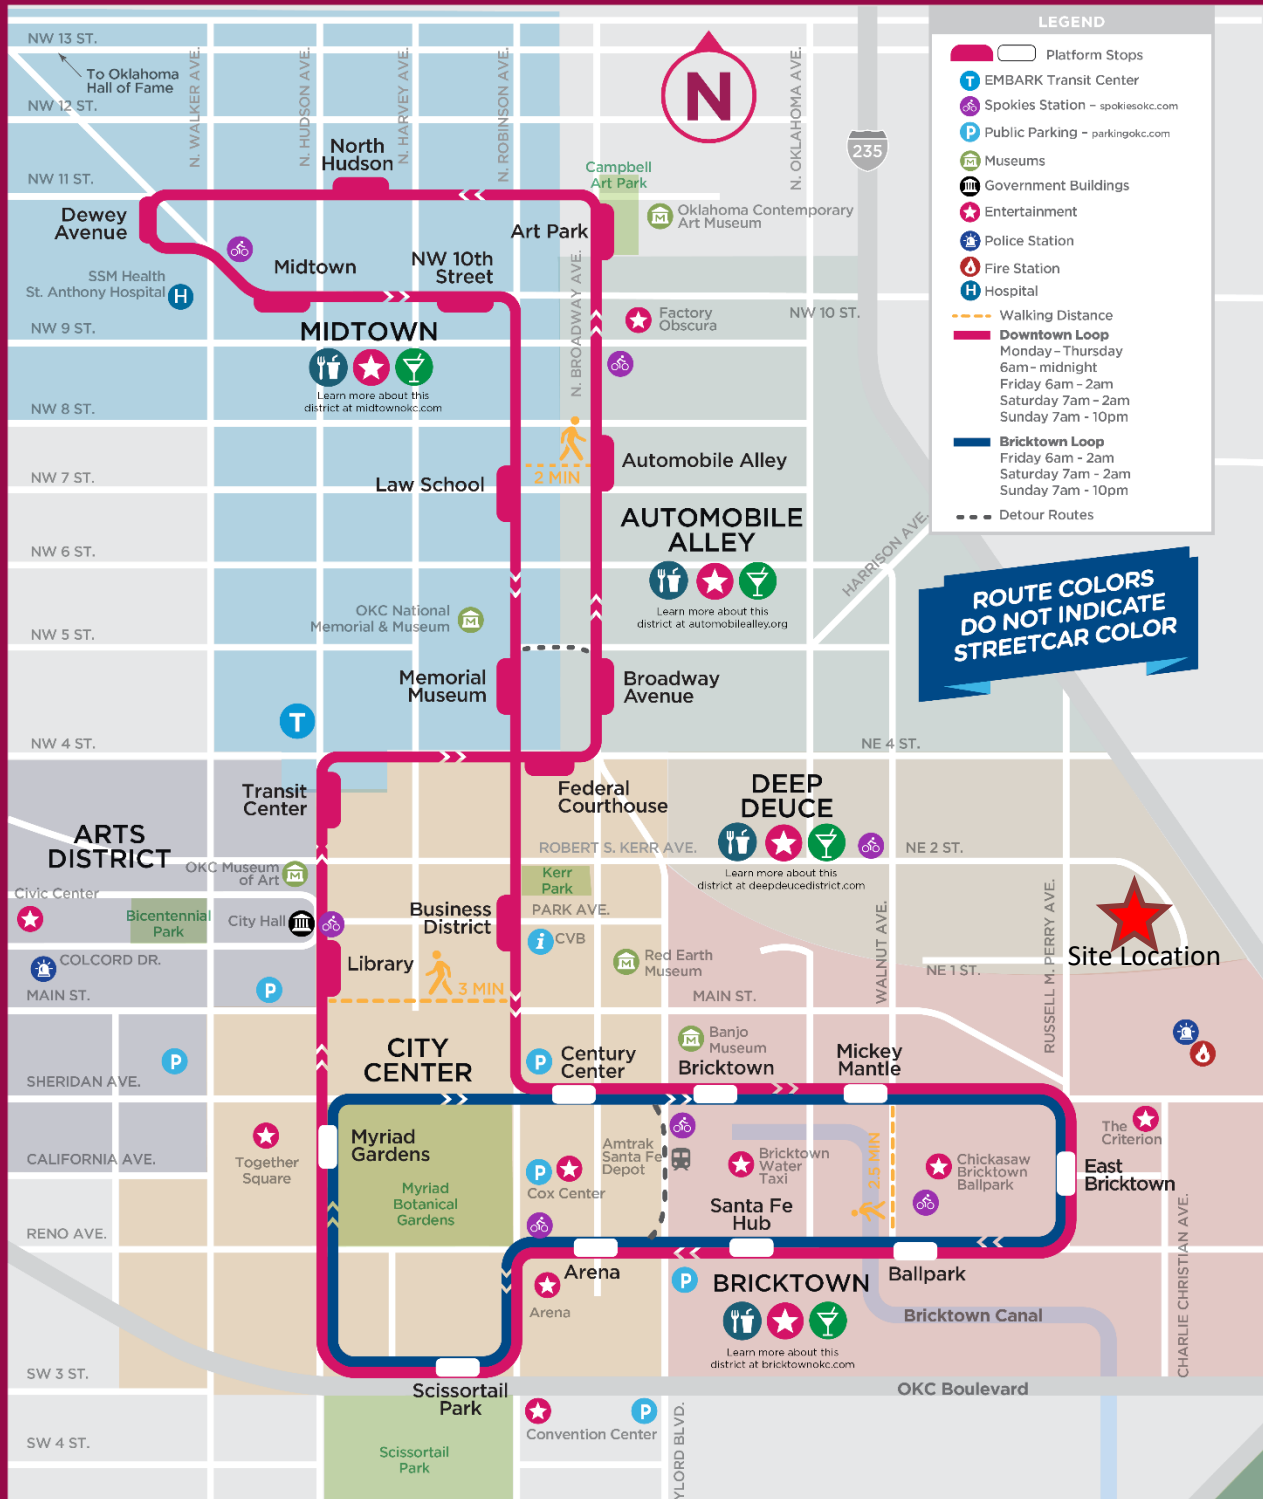 LEGEND
Platform Stops
T EMBARK Transit Center
Spokies Station – spokiesokc.com
P Public Parking – parkingokc.com
M Museums
Government Buildings
Entertainment
Police Station
Fire Station
H Hospital
Walking Distance
Downtown Loop
Monday – Thursday
6am – midnight
Friday 6am – 2am
Saturday 7am – 2am
Sunday 7am - 10pm
Bricktown Loop
Friday 6am - 2am
Saturday 7am - 2am
Sunday 7am - 10pm
Detour Routes
ROUTE COLORS
DO NOT INDICATE
STREETCAR COLOR
N
235
NW 13 ST.
To Oklahoma
Hall of Fame
NW 12 ST.
N. WALKER AVE.
N. HUDSON AVE.
N. HARVEY AVE.
N. ROBINSON AVE.
N. OKLAHOMA AVE.
North
Hudson
NW 11 ST.
Campbell
Art Park
Dewey
Avenue
Art Park
M Oklahoma Contemporary
Art Museum
Midtown
NW 10th
Street
N. BROADWAY AVE.
SSM Health
St. Anthony Hospital H
NW 9 ST.
NW 10 ST.
Factory
Obscura
MIDTOWN
Learn more about this
district at midtownokc.com
NW 8 ST.
2 MIN
Automobile Alley
NW 7 ST.
Law School
AUTOMOBILE
ALLEY
Learn more about this
district at automobilealley.org
HARRISON AVE.
NW 6 ST.
OKC National
Memorial & Museum M
NW 5 ST.
Memorial
Museum
Broadway
Avenue
T
NW 4 ST.
NE 4 ST.
Transit
Center
Federal
Courthouse
DEEP
DEUCE
Learn more about this
district at deepdeucedistrict.com
ARTS
DISTRICT
ROBERT S. KERR AVE.
NE 2 ST.
OKC Museum
of Art M
Kerr
Park
Civic Center
Bicentennial
Park
City Hall
Business
District
PARK AVE.
i CVB
WALNUT AVE.
RUSSELL M. PERRY AVE.
Site Location
COLCORD DR.
Library
3 MIN
M Red Earth
Museum
NE 1 ST.
MAIN ST.
P
MAIN ST.
CITY
CENTER
P
P
Century
Center
M Banjo
Museum
Bricktown
Mickey
Mantle
SHERIDAN AVE.
Myriad
Gardens
Together
Square
CALIFORNIA AVE.
Myriad
Botanical
Gardens
P
Cox Center
Amtrak
Santa Fe
Depot
Bricktown
Water
Taxi
2.5 MIN
Chickasaw
Bricktown
Ballpark
The
Criterion
East
Bricktown
Santa Fe
Hub
RENO AVE.
Arena
Arena
P
BRICKTOWN
Learn more about this
district at bricktownokc.com
Ballpark
Bricktown Canal
CHARLIE CHRISTIAN AVE.
SW 3 ST.
Scissortail
Park
OKC Boulevard
Convention Center
P
SW 4 ST.
Scissortail
Park
YLORD BLVD.